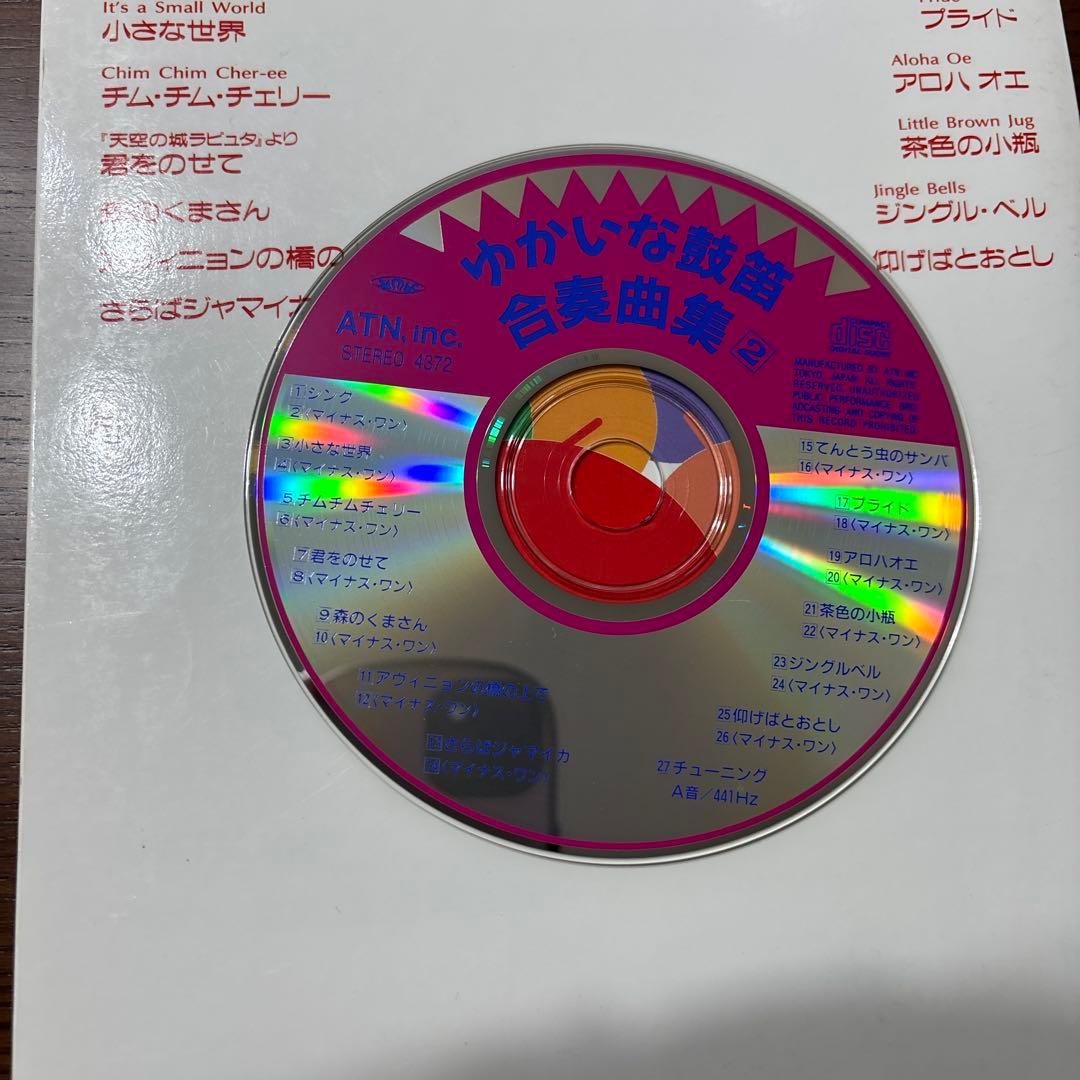 It's a Small World
小さな世界
Chim Chim Cher-ee
チム・チム・チェリー
『天空の城ラピュタ』より
君をのせて
のくまさん
ヴィニョンの橋の
さらばジャマイカ
プライド
Aloha Oe
アロハ オエ
Little Brown Jug
茶色の小瓶
Jingle Bells
ジングル・ベル
仰げばとおとし
ゆかいな鼓笛
合奏曲集 2
ATN, inc.
STEREO 4372
COMPACT
disc
DIGITAL AUDIO
MANUFACTURED BY ATN INC
TOKYO JAPAN ALL RIGHTS
RESERVED UNAUTHORIZED
PUBLIC PERFORMANCE BRO-
ADCASTING AND COPYING OF
THIS RECORD PROHIBITED.
1 シング
2 〈マイナス・ワン〉
3 小さな世界
4 〈マイナス・ワン〉
5 チムチムチェリー
6 〈マイナス・ワン〉
7 君をのせて
8 〈マイナス・ワン〉
9 森のくまさん
10 〈マイナス・ワン〉
11 アヴィニョンの橋の上で
12 〈マイナス・ワン〉
13 さらばジャマイカ
14 〈マイナス・ワン〉
15 てんとう虫のサンバ
16 〈マイナス・ワン〉
17 プライド
18 〈マイナス・ワン〉
19 アロハオエ
20 〈マイナス・ワン〉
21 茶色の小瓶
22 〈マイナス・ワン〉
23 ジングルベル
24 〈マイナス・ワン〉
25 仰げばとおとし
26 〈マイナス・ワン〉
27 チューニング
A音／441Hz